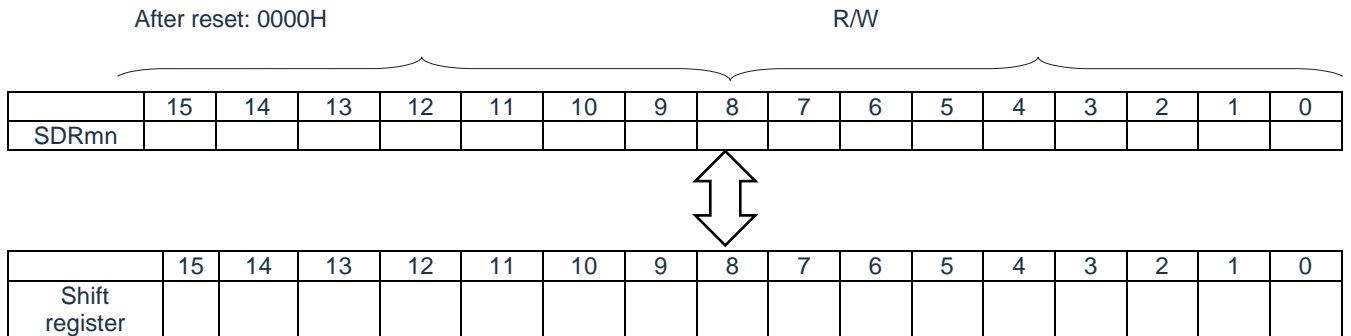 After reset: 0000H R/W
15 14 13 12 11 10 9 8 7 6 5 4 3 2 1 0
SDRmn
15 14 13 12 11 10 9 8 7 6 5 4 3 2 1 0
Shift
register